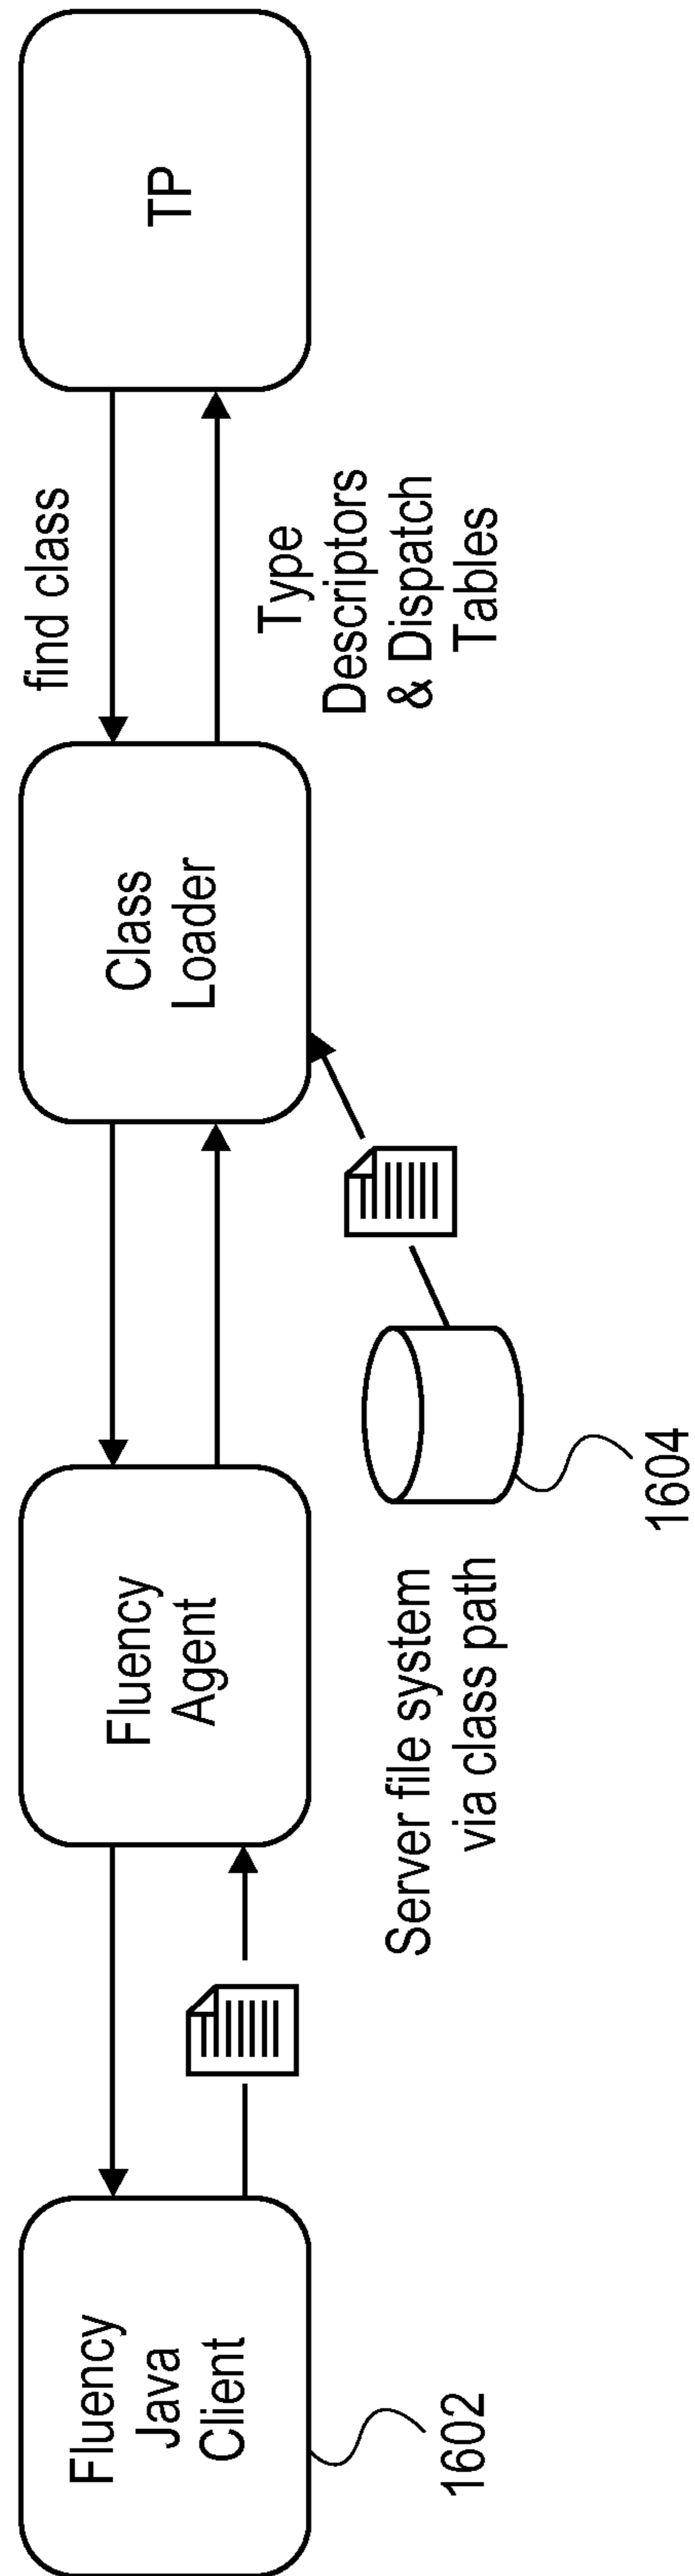 Fluency
Java
Client
1602
Fluency
Agent
Server file system
via class path
1604
Class
Loader
find class
Type
Descriptors
& Dispatch
Tables
TP